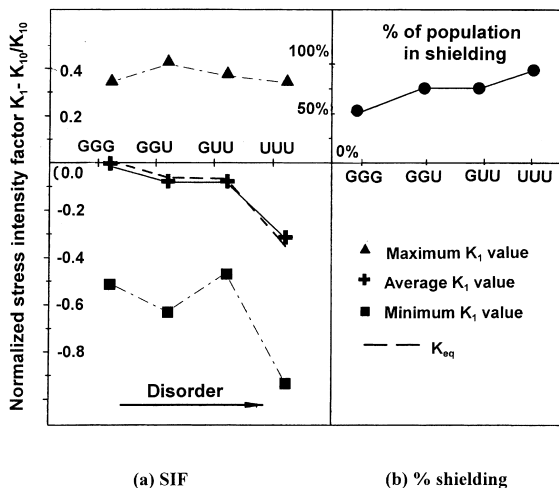 Normalized stress intensity factor K1- K10/K10
0.4
0.2
GGG GGU GUU UUU
(0.0
-0.2
-0.4
-0.6
-0.8
Disorder
% of population
in shielding
100%
50%
0%
GGG GGU GUU UUU
Maximum K1 value
Average K1 value
Minimum K1 value
Keq
(a) SIF
(b) % shielding